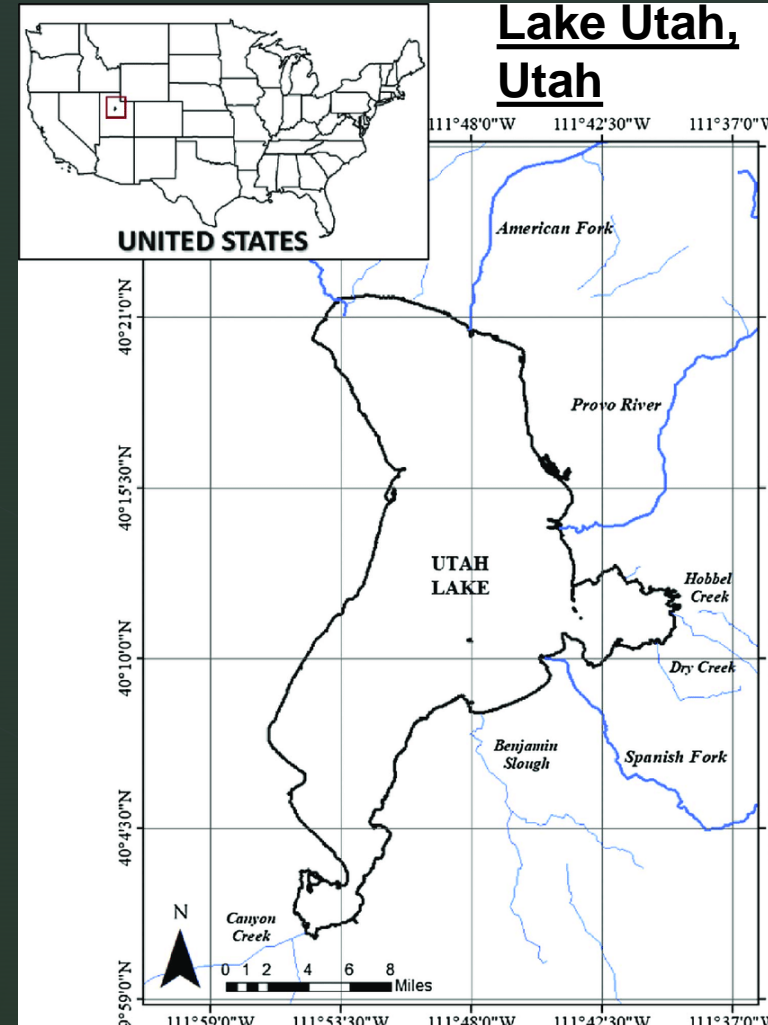 Lake Utah,
Utah
UNITED STATES
111°48'0"W 111°42'30"W 111°37'0"W
American Fork
40°21'0"N
Provo River
40°15'30"N
UTAH
LAKE
Hobbel
Creek
40°10'0"N
Dry Creek
Benjamin
Slough
Spanish Fork
40°4'30"N
Canyon
Creek
N
0 1 2 4 6 8
Miles
9°59'0"N
111°59'0"W 111°53'30"W 111°48'0"W 111°42'30"W 111°37'0"W